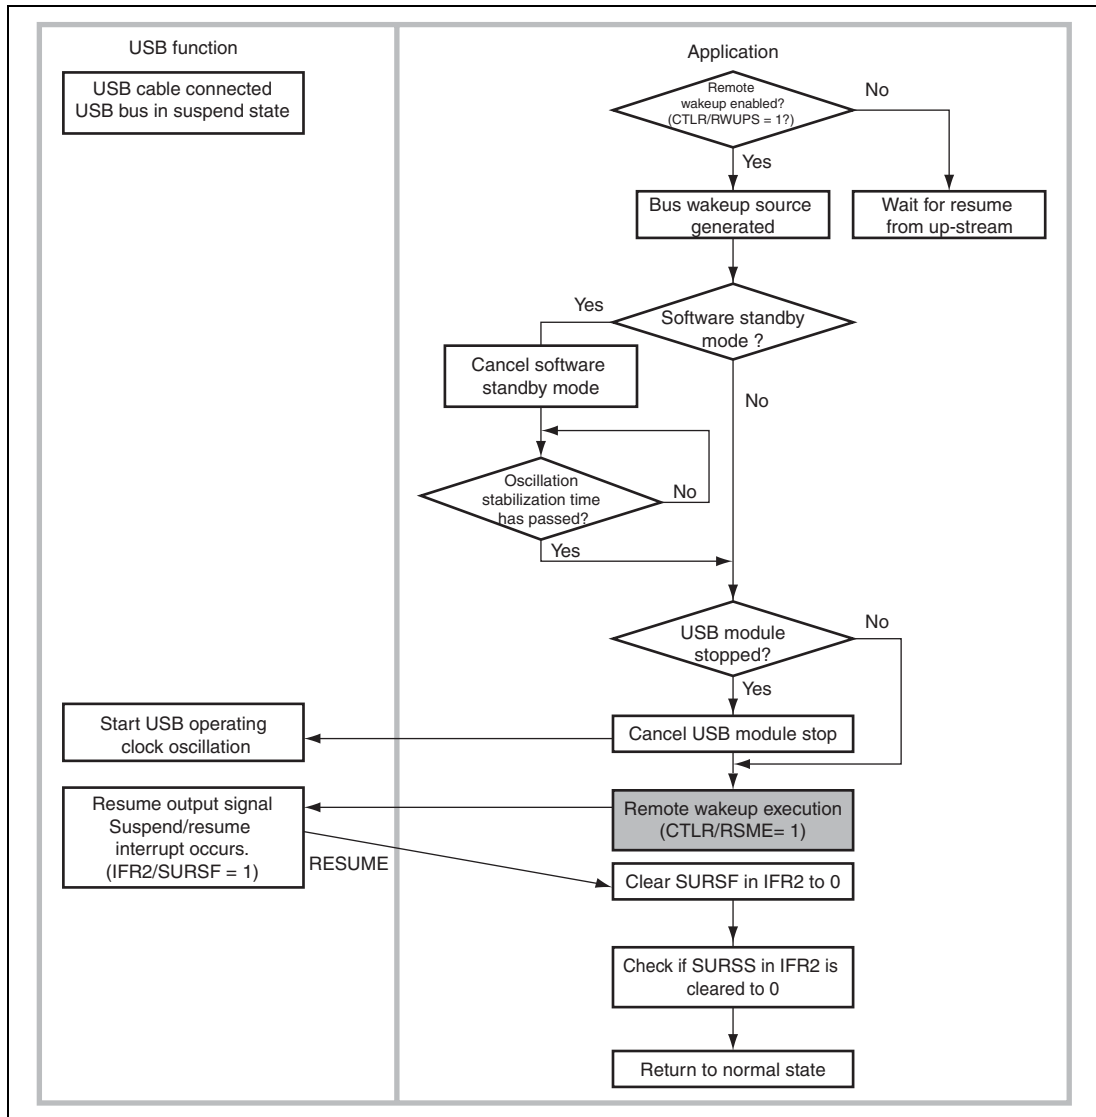 USB function
USB cable connected
USB bus in suspend state
Application
Remote
wakeup enabled?
(CTLR/RWUPS = 1?)
No
Yes
Bus wakeup source
generated
Wait for resume
from up-stream
Yes
Software standby
mode ?
Cancel software
standby mode
No
Oscillation
stabilization time
has passed?
No
Yes
USB module
stopped?
No
Yes
Start USB operating
clock oscillation
Cancel USB module stop
Resume output signal
Suspend/resume
interrupt occurs.
(IFR2/SURSF = 1)
Remote wakeup execution
(CTLR/RSME= 1)
RESUME
Clear SURSF in IFR2 to 0
Check if SURSS in IFR2 is
cleared to 0
Return to normal state